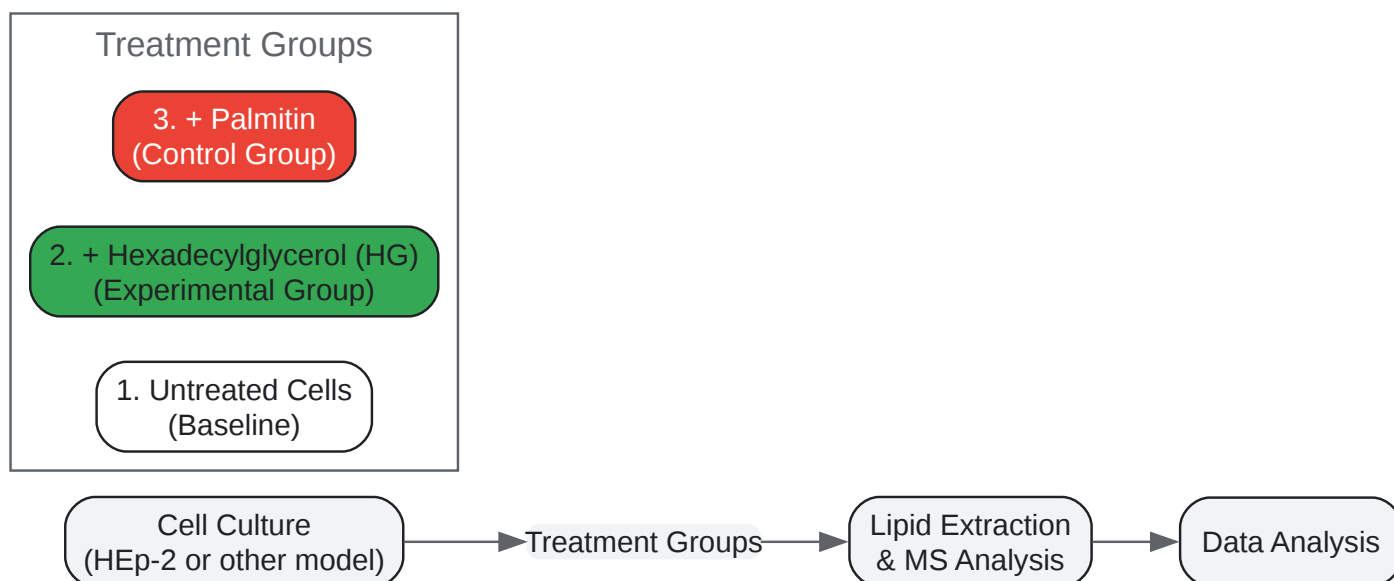 Treatment Groups
3. + Palmitin
(Control Group)
2. + Hexadecylglycerol (HG)
(Experimental Group)
1. Untreated Cells
(Baseline)
Cell Culture
(HEp-2 or other model)
Treatment Groups
Lipid Extraction
& MS Analysis
Data Analysis